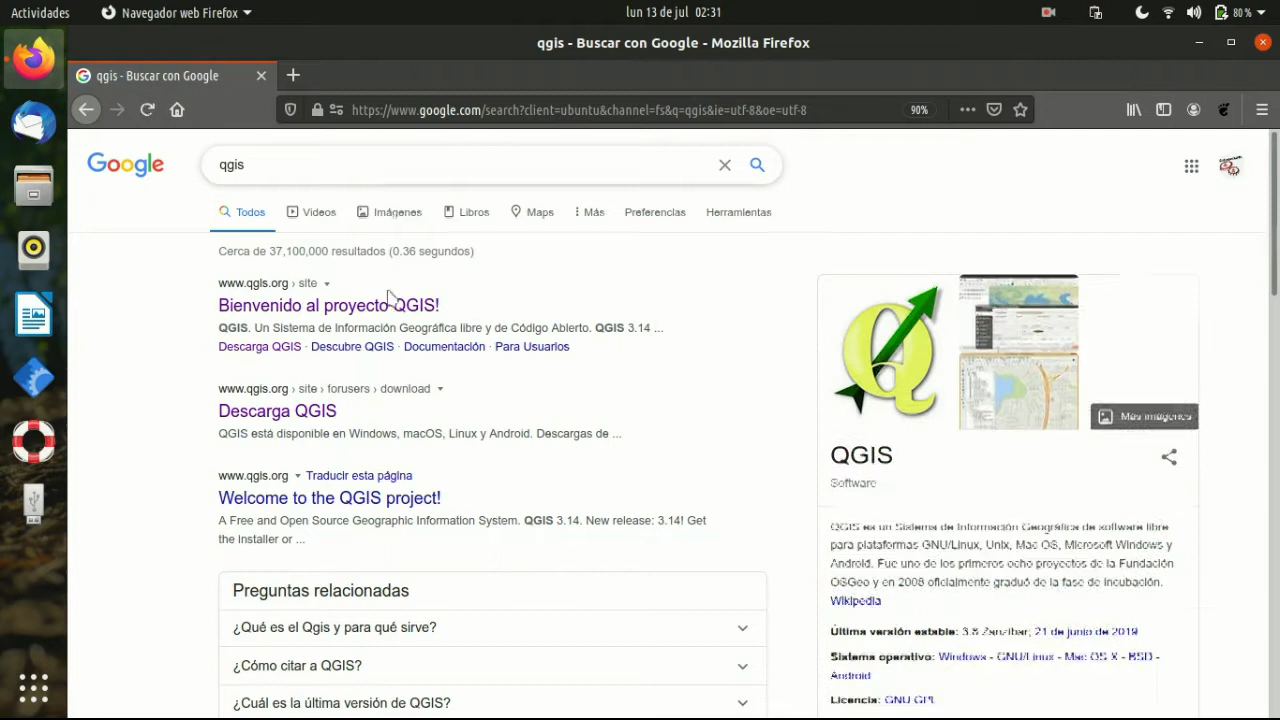 Actividades
Navegador web Firefox
lun 13 de jul 02:31
80 %
qgis - Buscar con Google - Mozilla Firefox
qgis - Buscar con Google
https://www.google.com/search?client=ubuntu&channel=fs&q=qgis&ie=utf-8&oe=utf-8
90%
Google
qgis
Todos
Videos
Imágenes
Libros
Maps
Más
Preferencias
Herramientas
Cerca de 37,100,000 resultados (0.36 segundos)
www.qgis.org › site
Bienvenido al proyecto QGIS!
QGIS. Un Sistema de Información Geográfica libre y de Código Abierto. QGIS 3.14 ...
Descarga QGIS · Descubre QGIS · Documentación · Para Usuarios
www.qgis.org › site › forusers › download
Descarga QGIS
QGIS está disponible en Windows, macOS, Linux y Android. Descargas de ...
www.qgis.org
Traducir esta página
Welcome to the QGIS project!
A Free and Open Source Geographic Information System. QGIS 3.14. New release: 3.14! Get
the installer or ...
Preguntas relacionadas
¿Qué es el Qgis y para qué sirve?
¿Cómo citar a QGIS?
¿Cuál es la última versión de QGIS?
Más imágenes
QGIS
Software
QGIS es un Sistema de Información Geográfica de software libre
para plataformas GNU/Linux, Unix, Mac OS, Microsoft Windows y
Android. Fue uno de los primeros ocho proyectos de la Fundación
OSGeo y en 2008 oficialmente graduó de la fase de incubación.
Wikipedia
Última versión estable: 3.8 Zanzibar; 21 de junio de 2019
Sistema operativo: Windows - GNU/Linux - Mac OS X - BSD -
Android
Licencia: GNU GPL